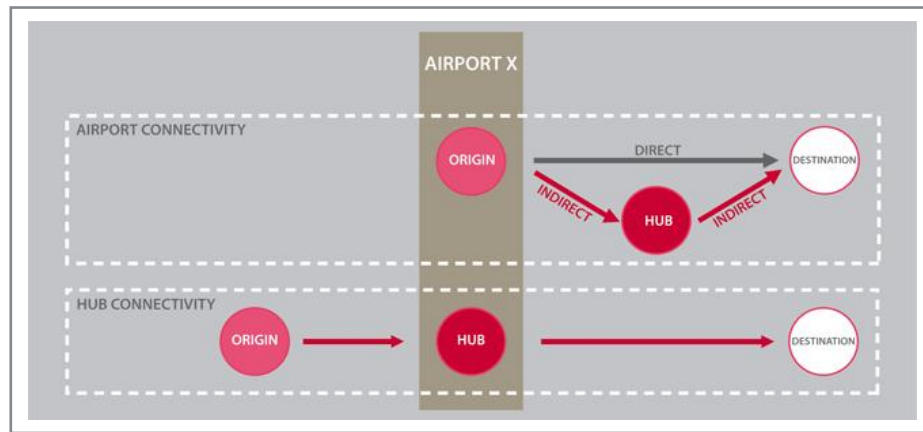 AIRPORT X
AIRPORT CONNECTIVITY
ORIGIN
DIRECT
DESTINATION
INDIRECT
HUB
INDIRECT
HUB CONNECTIVITY
ORIGIN
HUB
DESTINATION